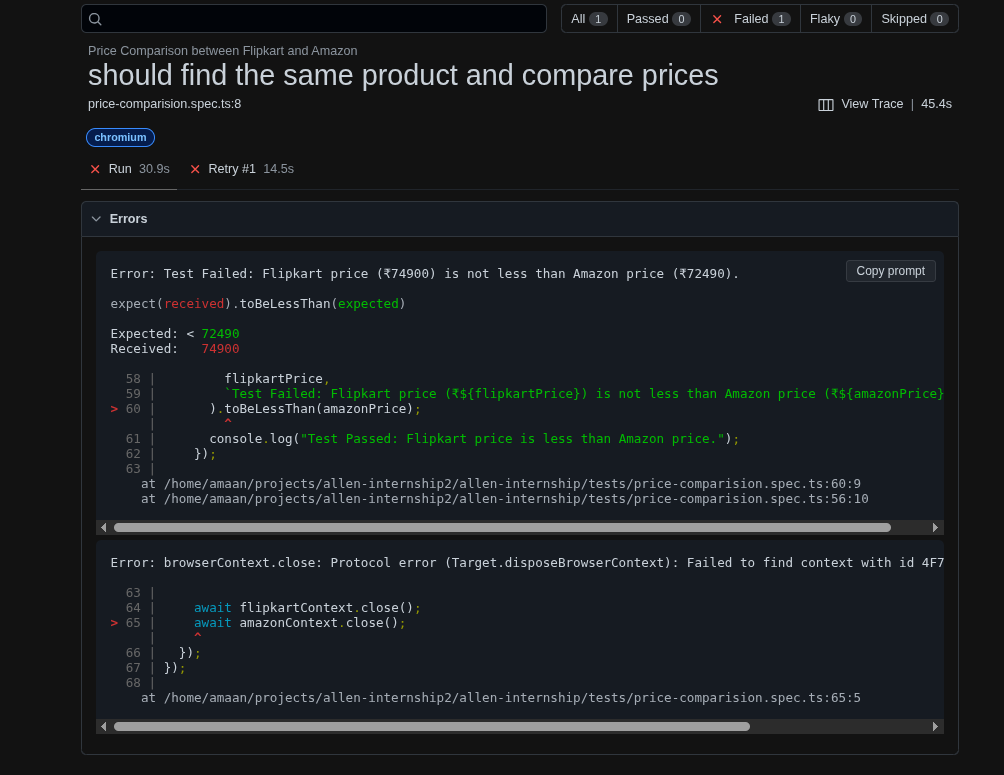 All 1 Passed 0 Failed 1 Flaky 0 Skipped 0
Price Comparison between Flipkart and Amazon
should find the same product and compare prices
price-comparision.spec.ts:8
View Trace | 45.4s
chromium
Run 30.9s Retry #1 14.5s
Errors
Copy prompt
Error: Test Failed: Flipkart price (₹74900) is not less than Amazon price (₹72490).
expect(received).toBeLessThan(expected)
Expected: < 72490
Received:   74900
58 |         flipkartPrice,
59 |         `Test Failed: Flipkart price (₹${flipkartPrice}) is not less than Amazon price (₹${amazonPrice}
> 60 |       ).toBeLessThan(amazonPrice);
|         ^
61 |       console.log("Test Passed: Flipkart price is less than Amazon price.");
62 |     });
63 |
at /home/amaan/projects/allen-internship2/allen-internship/tests/price-comparision.spec.ts:60:9
at /home/amaan/projects/allen-internship2/allen-internship/tests/price-comparision.spec.ts:56:10
Error: browserContext.close: Protocol error (Target.disposeBrowserContext): Failed to find context with id 4F7
63 |
64 |     await flipkartContext.close();
> 65 |     await amazonContext.close();
|     ^
66 |   });
67 | });
68 |
at /home/amaan/projects/allen-internship2/allen-internship/tests/price-comparision.spec.ts:65:5